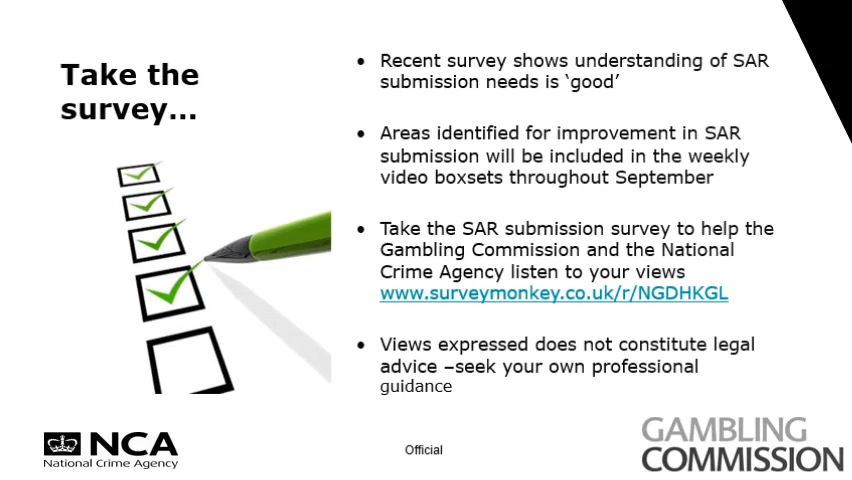 Take the
survey...
• Recent survey shows understanding of SAR
submission needs is ‘good’
• Areas identified for improvement in SAR
submission will be included in the weekly
video boxsets throughout September
• Take the SAR submission survey to help the
Gambling Commission and the National
Crime Agency listen to your views
www.surveymonkey.co.uk/r/NGDHKGL
• Views expressed does not constitute legal
advice –seek your own professional
guidance
NCA
National Crime Agency
Official
GAMBLING
COMMISSION